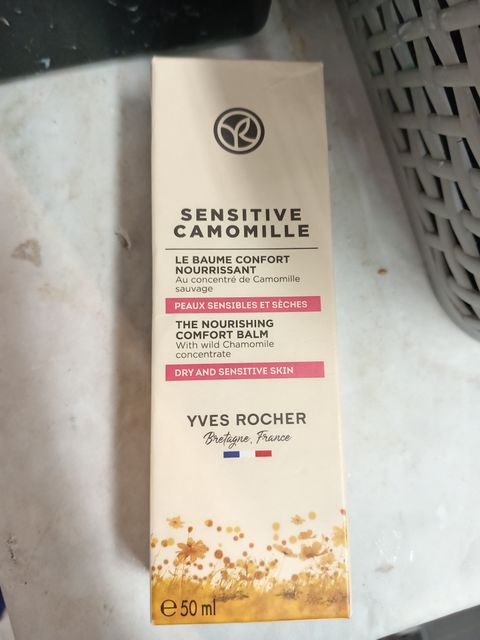 YR
SENSITIVE
CAMOMILLE
LE BAUME CONFORT
NOURRISSANT
Au concentré de Camomille
sauvage
PEAUX SENSIBLES ET SÈCHES
THE NOURISHING
COMFORT BALM
With wild Chamomile
concentrate
DRY AND SENSITIVE SKIN
YVES ROCHER
Bretagne, France
℮ 50 ml